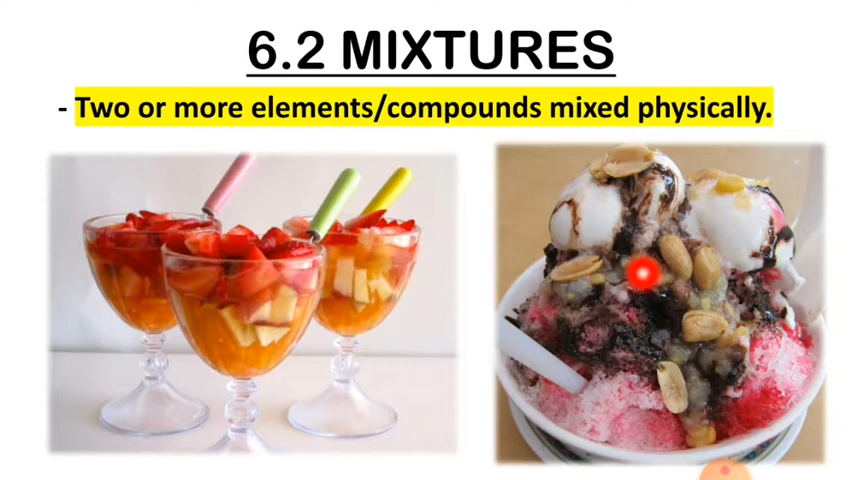 6.2 MIXTURES
- Two or more elements/compounds mixed physically.